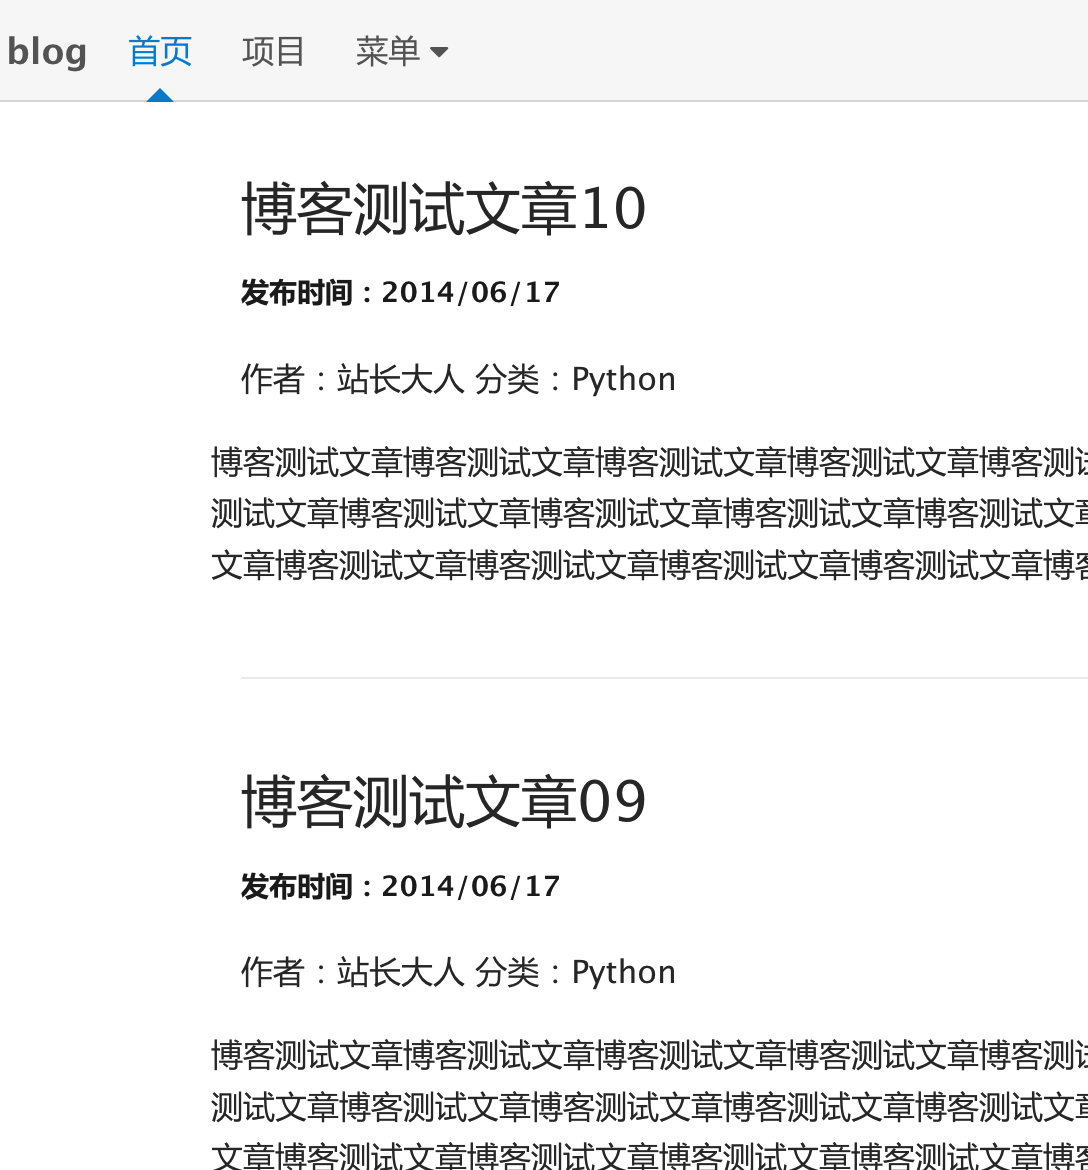 blog 首页 项目 菜单
博客测试文章10
发布时间：2014/06/17
作者：站长大人 分类：Python
博客测试文章博客测试文章博客测试文章博客测试文章博客测
测试文章博客测试文章博客测试文章博客测试文章博客测试文
文章博客测试文章博客测试文章博客测试文章博客测试文章博
博客测试文章09
发布时间：2014/06/17
作者：站长大人 分类：Python
博客测试文章博客测试文章博客测试文章博客测试文章博客测
测试文章博客测试文章博客测试文章博客测试文章博客测试文
文章博客测试文章博客测试文章博客测试文章博客测试文章博